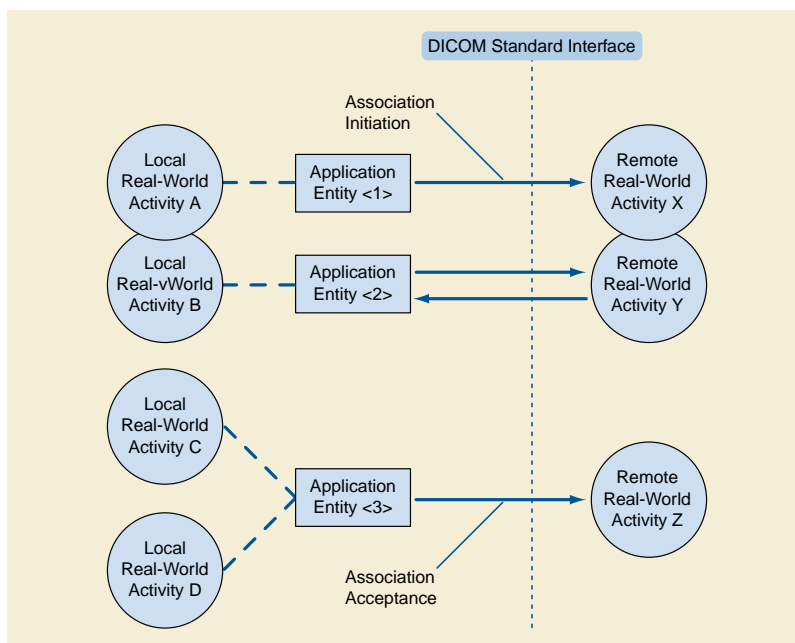 DICOM Standard Interface
Association
Initiation
Local
Real-World
Activity A
Application
Entity <1>
Remote
Real-World
Activity X
Local
Real-vWorld
Activity B
Application
Entity <2>
Remote
Real-World
Activity Y
Local
Real-World
Activity C
Application
Entity <3>
Remote
Real-World
Activity Z
Local
Real-World
Activity D
Association
Acceptance